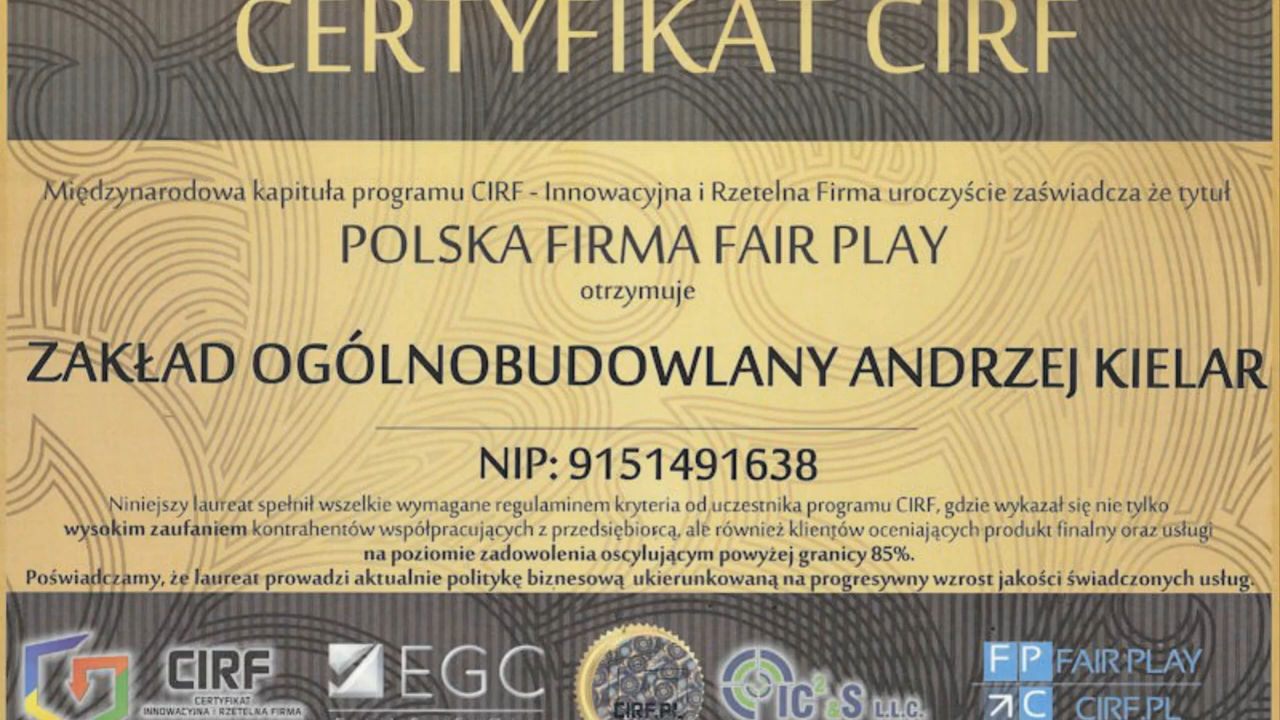 CERTYFIKAT CIRF
Międzynarodowa kapituła programu CIRF - Innowacyjna i Rzetelna Firma uroczyście zaświadcza że tytuł
POLSKA FIRMA FAIR PLAY
otrzymuje
ZAKŁAD OGÓLNOBUDOWLANY ANDRZEJ KIELAR
NIP: 9151491638
Niniejszy laureat spełnił wszelkie wymagane regulaminem kryteria od uczestnika programu CIRF, gdzie wykazał się nie tylko
wysokim zaufaniem kontrahentów współpracujących z przedsiębiorcą, ale również klientów oceniających produkt finalny oraz usługi
na poziomie zadowolenia oscylującym powyżej granicy 85%.
Poświadczamy, że laureat prowadzi aktualnie politykę biznesową ukierunkowaną na progresywny wzrost jakości świadczonych usług.
CIRF
CERTYFIKAT
INNOWACYJNA I RZETELNA FIRMA
EGC
CIRF.PL
IC²&S L.L.C.
FP FAIR PLAY
C CIRF.PL